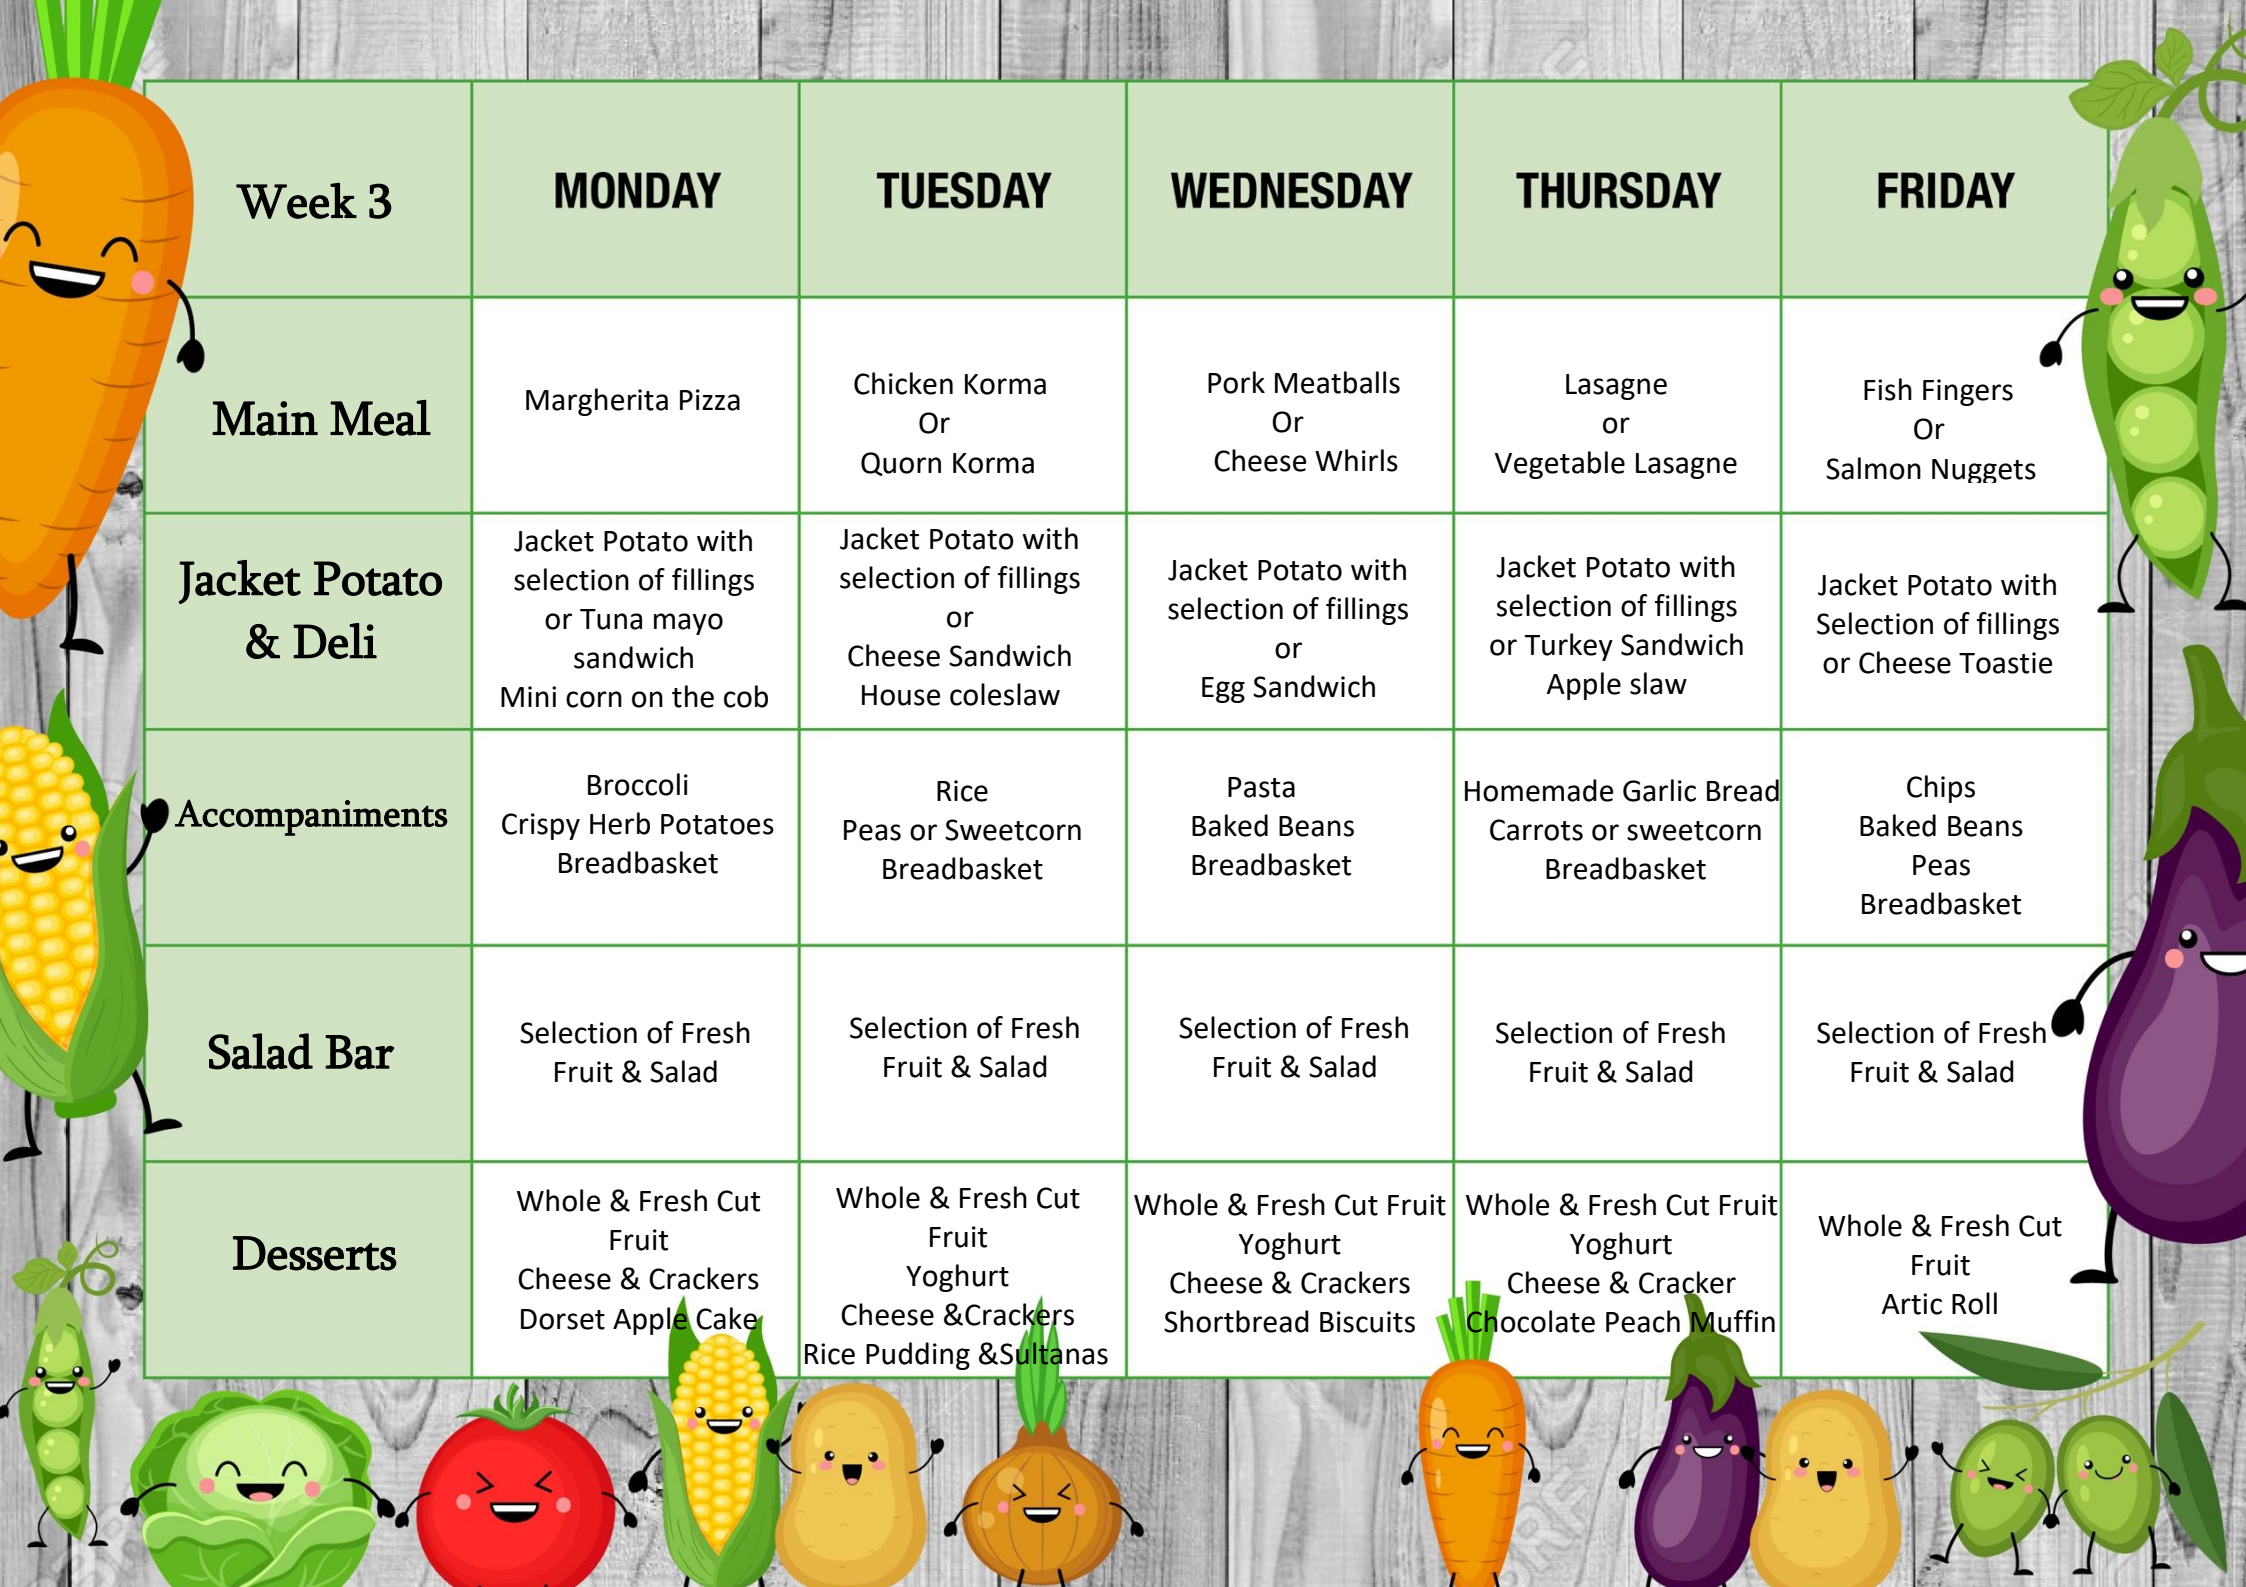 Week 3
MONDAY
TUESDAY
WEDNESDAY
THURSDAY
FRIDAY
Main Meal
Margherita Pizza
Chicken Korma
Or
Quorn Korma
Pork Meatballs
Or
Cheese Whirls
Lasagne
or
Vegetable Lasagne
Fish Fingers
Or
Salmon Nuggets
Jacket Potato
& Deli
Jacket Potato with
selection of fillings
or Tuna mayo
sandwich
Mini corn on the cob
Jacket Potato with
selection of fillings
or
Cheese Sandwich
House coleslaw
Jacket Potato with
selection of fillings
or
Egg Sandwich
Jacket Potato with
selection of fillings
or Turkey Sandwich
Apple slaw
Jacket Potato with
Selection of fillings
or Cheese Toastie
Accompaniments
Broccoli
Crispy Herb Potatoes
Breadbasket
Rice
Peas or Sweetcorn
Breadbasket
Pasta
Baked Beans
Breadbasket
Homemade Garlic Bread
Carrots or sweetcorn
Breadbasket
Chips
Baked Beans
Peas
Breadbasket
Salad Bar
Selection of Fresh
Fruit & Salad
Selection of Fresh
Fruit & Salad
Selection of Fresh
Fruit & Salad
Selection of Fresh
Fruit & Salad
Selection of Fresh
Fruit & Salad
Desserts
Whole & Fresh Cut
Fruit
Cheese & Crackers
Dorset Apple Cake
Whole & Fresh Cut
Fruit
Yoghurt
Cheese &Crackers
Rice Pudding &Sultanas
Whole & Fresh Cut Fruit
Yoghurt
Cheese & Crackers
Shortbread Biscuits
Whole & Fresh Cut Fruit
Yoghurt
Cheese & Cracker
Chocolate Peach Muffin
Whole & Fresh Cut
Fruit
Artic Roll